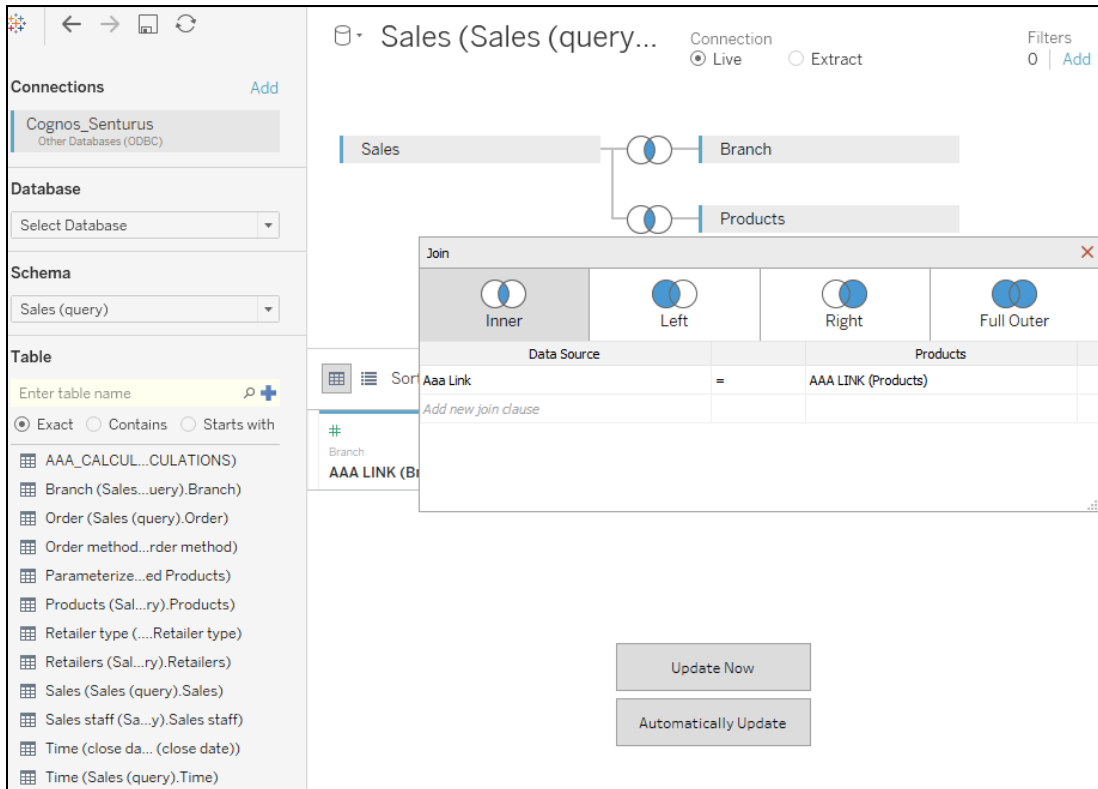 Connections
Add
Cognos_Senturus
Other Databases (ODBC)
Database
Select Database
Schema
Sales (query)
Table
Enter table name
Exact
Contains
Starts with
AAA_CALCUL...CULATIONS)
Branch (Sales...uery).Branch)
Order (Sales (query).Order)
Order method...rder method)
Parameterize...ed Products)
Products (Sal...ry).Products)
Retailer type (....Retailer type)
Retailers (Sal...ry).Retailers)
Sales (Sales (query).Sales)
Sales staff (Sa...y).Sales staff)
Time (close da... (close date))
Time (Sales (query).Time)
Sales (Sales (query...
Connection
Live
Extract
Filters
0
Add
Sales
Branch
Products
Join
Inner
Left
Right
Full Outer
Data Source
Products
Aaa Link
=
AAA LINK (Products)
Add new join clause
Sort
#
Branch
AAA LINK (Br
Update Now
Automatically Update